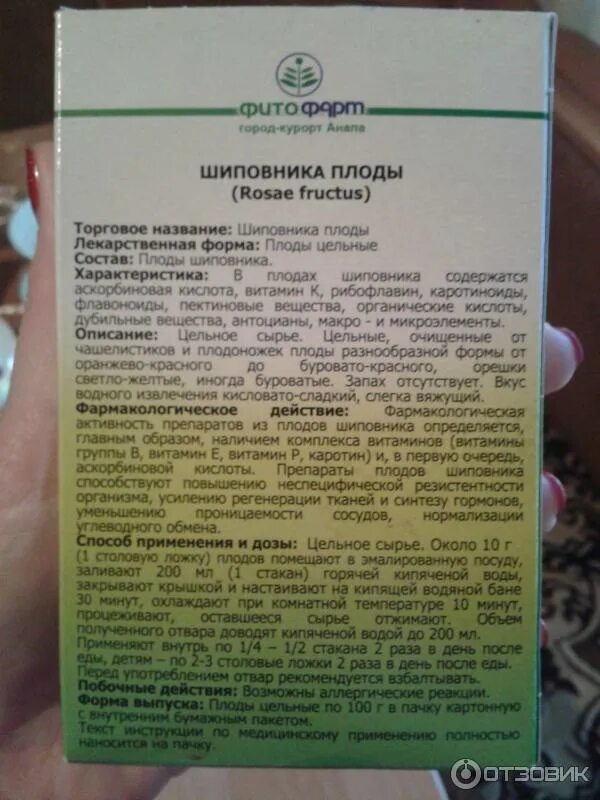 ФИТОФАРМ
город-курорт Анапа
ШИПОВНИКА ПЛОДЫ
(Rosae fructus)
Торговое название: Шиповника плоды
Лекарственная форма: Плоды цельные
Состав: Плоды шиповника.
Характеристика: В плодах шиповника содержатся
аскорбиновая кислота, витамин К, рибофлавин, каротиноиды,
флавоноиды, пектиновые вещества, органические кислоты,
дубильные вещества, антоцианы, макро - и микроэлементы.
Описание: Цельное сырье. Цельные, очищенные от
чашелистиков и плодоножек плоды разнообразной формы от
оранжево-красного до буровато-красного, орешки
светло-желтые, иногда буроватые. Запах отсутствует. Вкус
водного извлечения кисловато-сладкий, слегка вяжущий.
Фармакологическое действие: Фармакологическая
активность препаратов из плодов шиповника определяется,
главным образом, наличием комплекса витаминов (витамины
группы В, витамин Е, витамин Р, каротин) и, в первую очередь,
аскорбиновой кислоты. Препараты плодов шиповника
способствуют повышению неспецифической резистентности
организма, усилению регенерации тканей и синтезу гормонов,
уменьшению проницаемости сосудов, нормализации
углеводного обмена.
Способ применения и дозы: Цельное сырье. Около 10 г
(1 столовую ложку) плодов помещают в эмалированную посуду,
заливают 200 мл (1 стакан) горячей кипяченой воды,
закрывают крышкой и настаивают на кипящей водяной бане
30 минут, охлаждают при комнатной температуре 10 минут,
процеживают, оставшееся сырье отжимают. Объем
полученного отвара доводят кипяченой водой до 200 мл.
Применяют внутрь по 1/4 – 1/2 стакана 2 раза в день после
еды, детям – по 2-3 столовые ложки 2 раза в день после еды.
Перед употреблением отвар рекомендуется взбалтывать.
Побочные действия: Возможны аллергические реакции.
Форма выпуска: Плоды цельные по 100 г в пачку картонную
с внутренним бумажным пакетом.
Текст инструкции по медицинскому применению полностью
наносится на пачку.
ОТЗОВИК